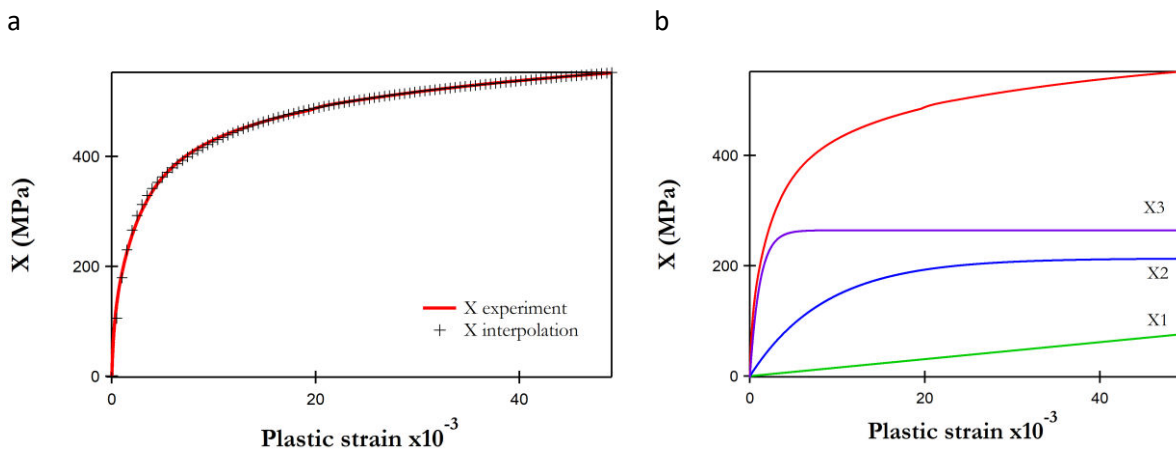 a
X (MPa)
400
200
0
0 20 40
Plastic strain x10-3
X experiment
X interpolation
b
X (MPa)
400
200
0
0 20 40
Plastic strain x10-3
X3
X2
X1